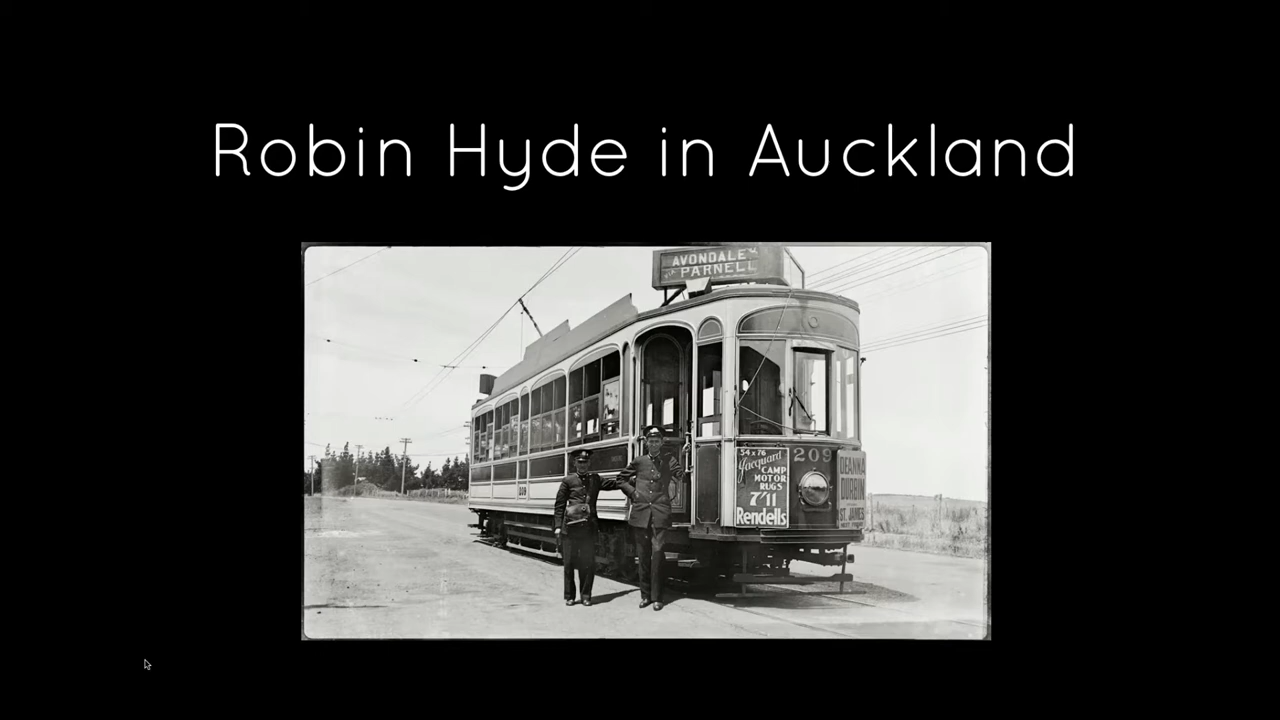 Robin Hyde in Auckland
AVONDALE
PARNELL
54 x 76
Jacquard
CAMP
MOTOR
RUGS
7'11
Rendells
209
DEANNA
DURBIN
ST. JAMES
209